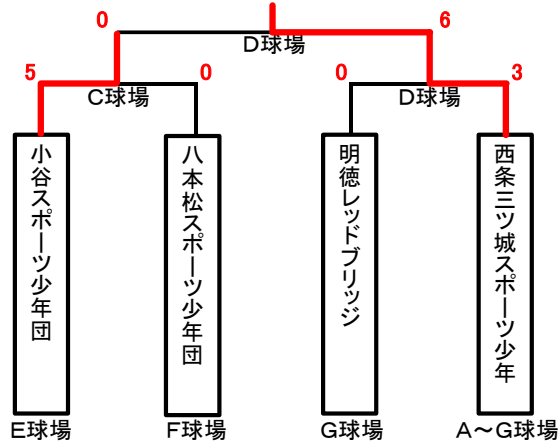 0
6
D球場
5
0
0
3
C球場
D球場
小谷スポーツ少年団
八本松スポーツ少年団
明徳レッドブリッジ
西条三ツ城スポーツ少年
E球場
F球場
G球場
A～G球場